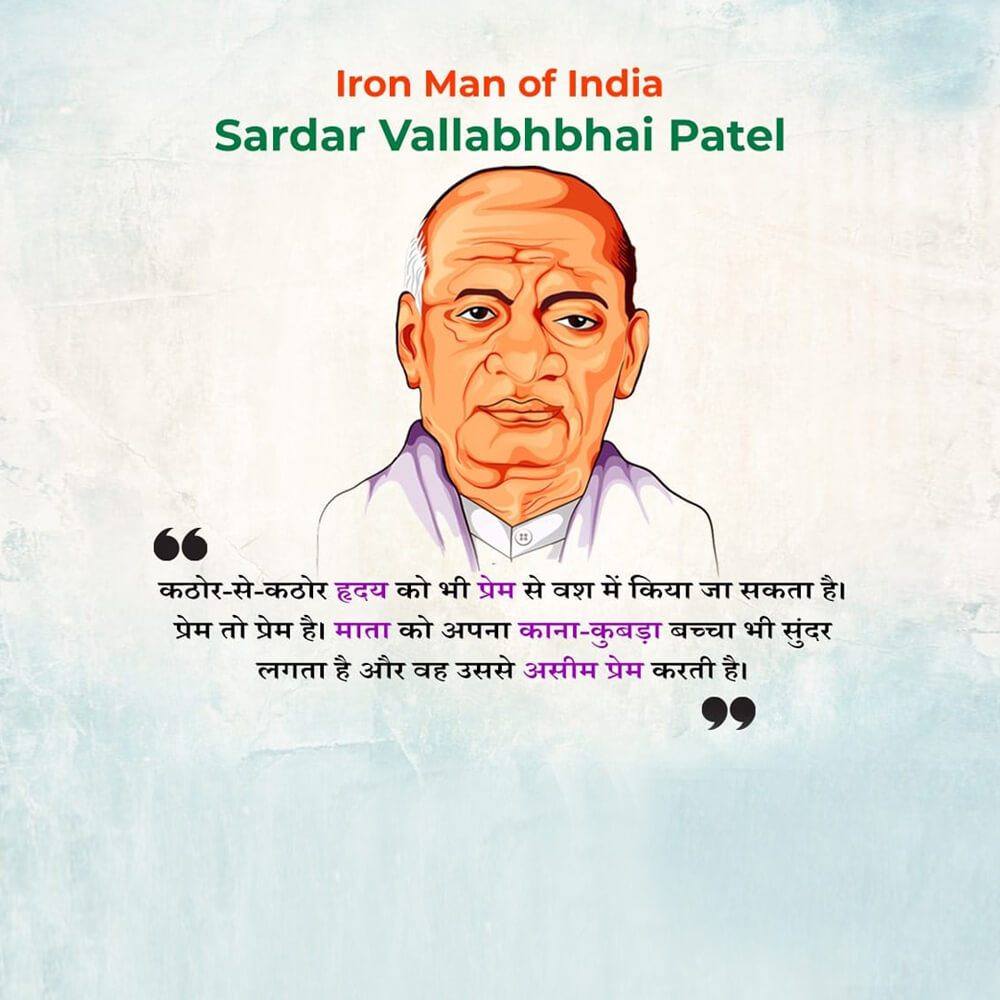 Iron Man of India
Sardar Vallabhbhai Patel
❝
कठोर-से-कठोर हृदय को भी प्रेम से वश में किया जा सकता है।
प्रेम तो प्रेम है। माता को अपना काना-कुबड़ा बच्चा भी सुंदर
लगता है और वह उससे असीम प्रेम करती है।
❞